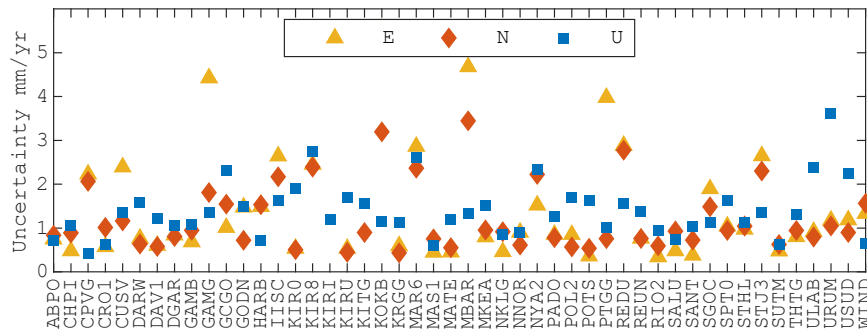 Uncertainty mm/yr
5
4
3
2
1
0
E N U
ABPO
CHPI
CPVG
CRO1
CUSV
DARW
DAV1
DGAR
GAMB
GAMG
GCGO
GODN
HARB
IISC
KIR0
KIR8
KIRI
KIRU
KITG
KOKB
KRGG
MAR6
MAS1
MATE
MBAR
MKEA
NKLG
NNOR
NYA2
PADO
POL2
POTS
PTGG
REDU
REUN
RIO2
SALU
SANT
SGOC
SPT0
STHL
STJ3
SUTM
THTG
ULAB
URUM
USUD
WUHN